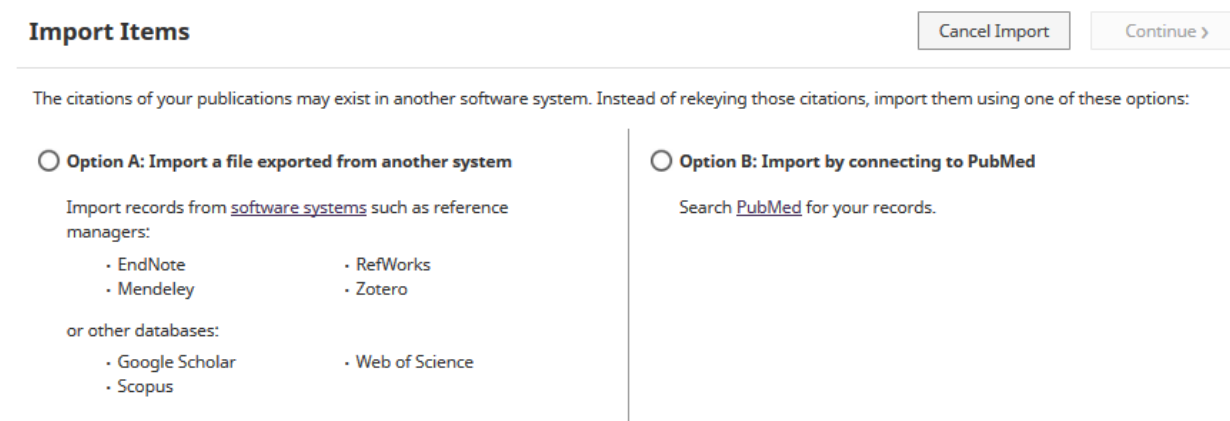 Import Items
Cancel Import
Continue ›
The citations of your publications may exist in another software system. Instead of rekeying those citations, import them using one of these options:
Option A: Import a file exported from another system
Import records from software systems such as reference
managers:
· EndNote
· RefWorks
· Mendeley
· Zotero
or other databases:
· Google Scholar
· Web of Science
· Scopus
Option B: Import by connecting to PubMed
Search PubMed for your records.